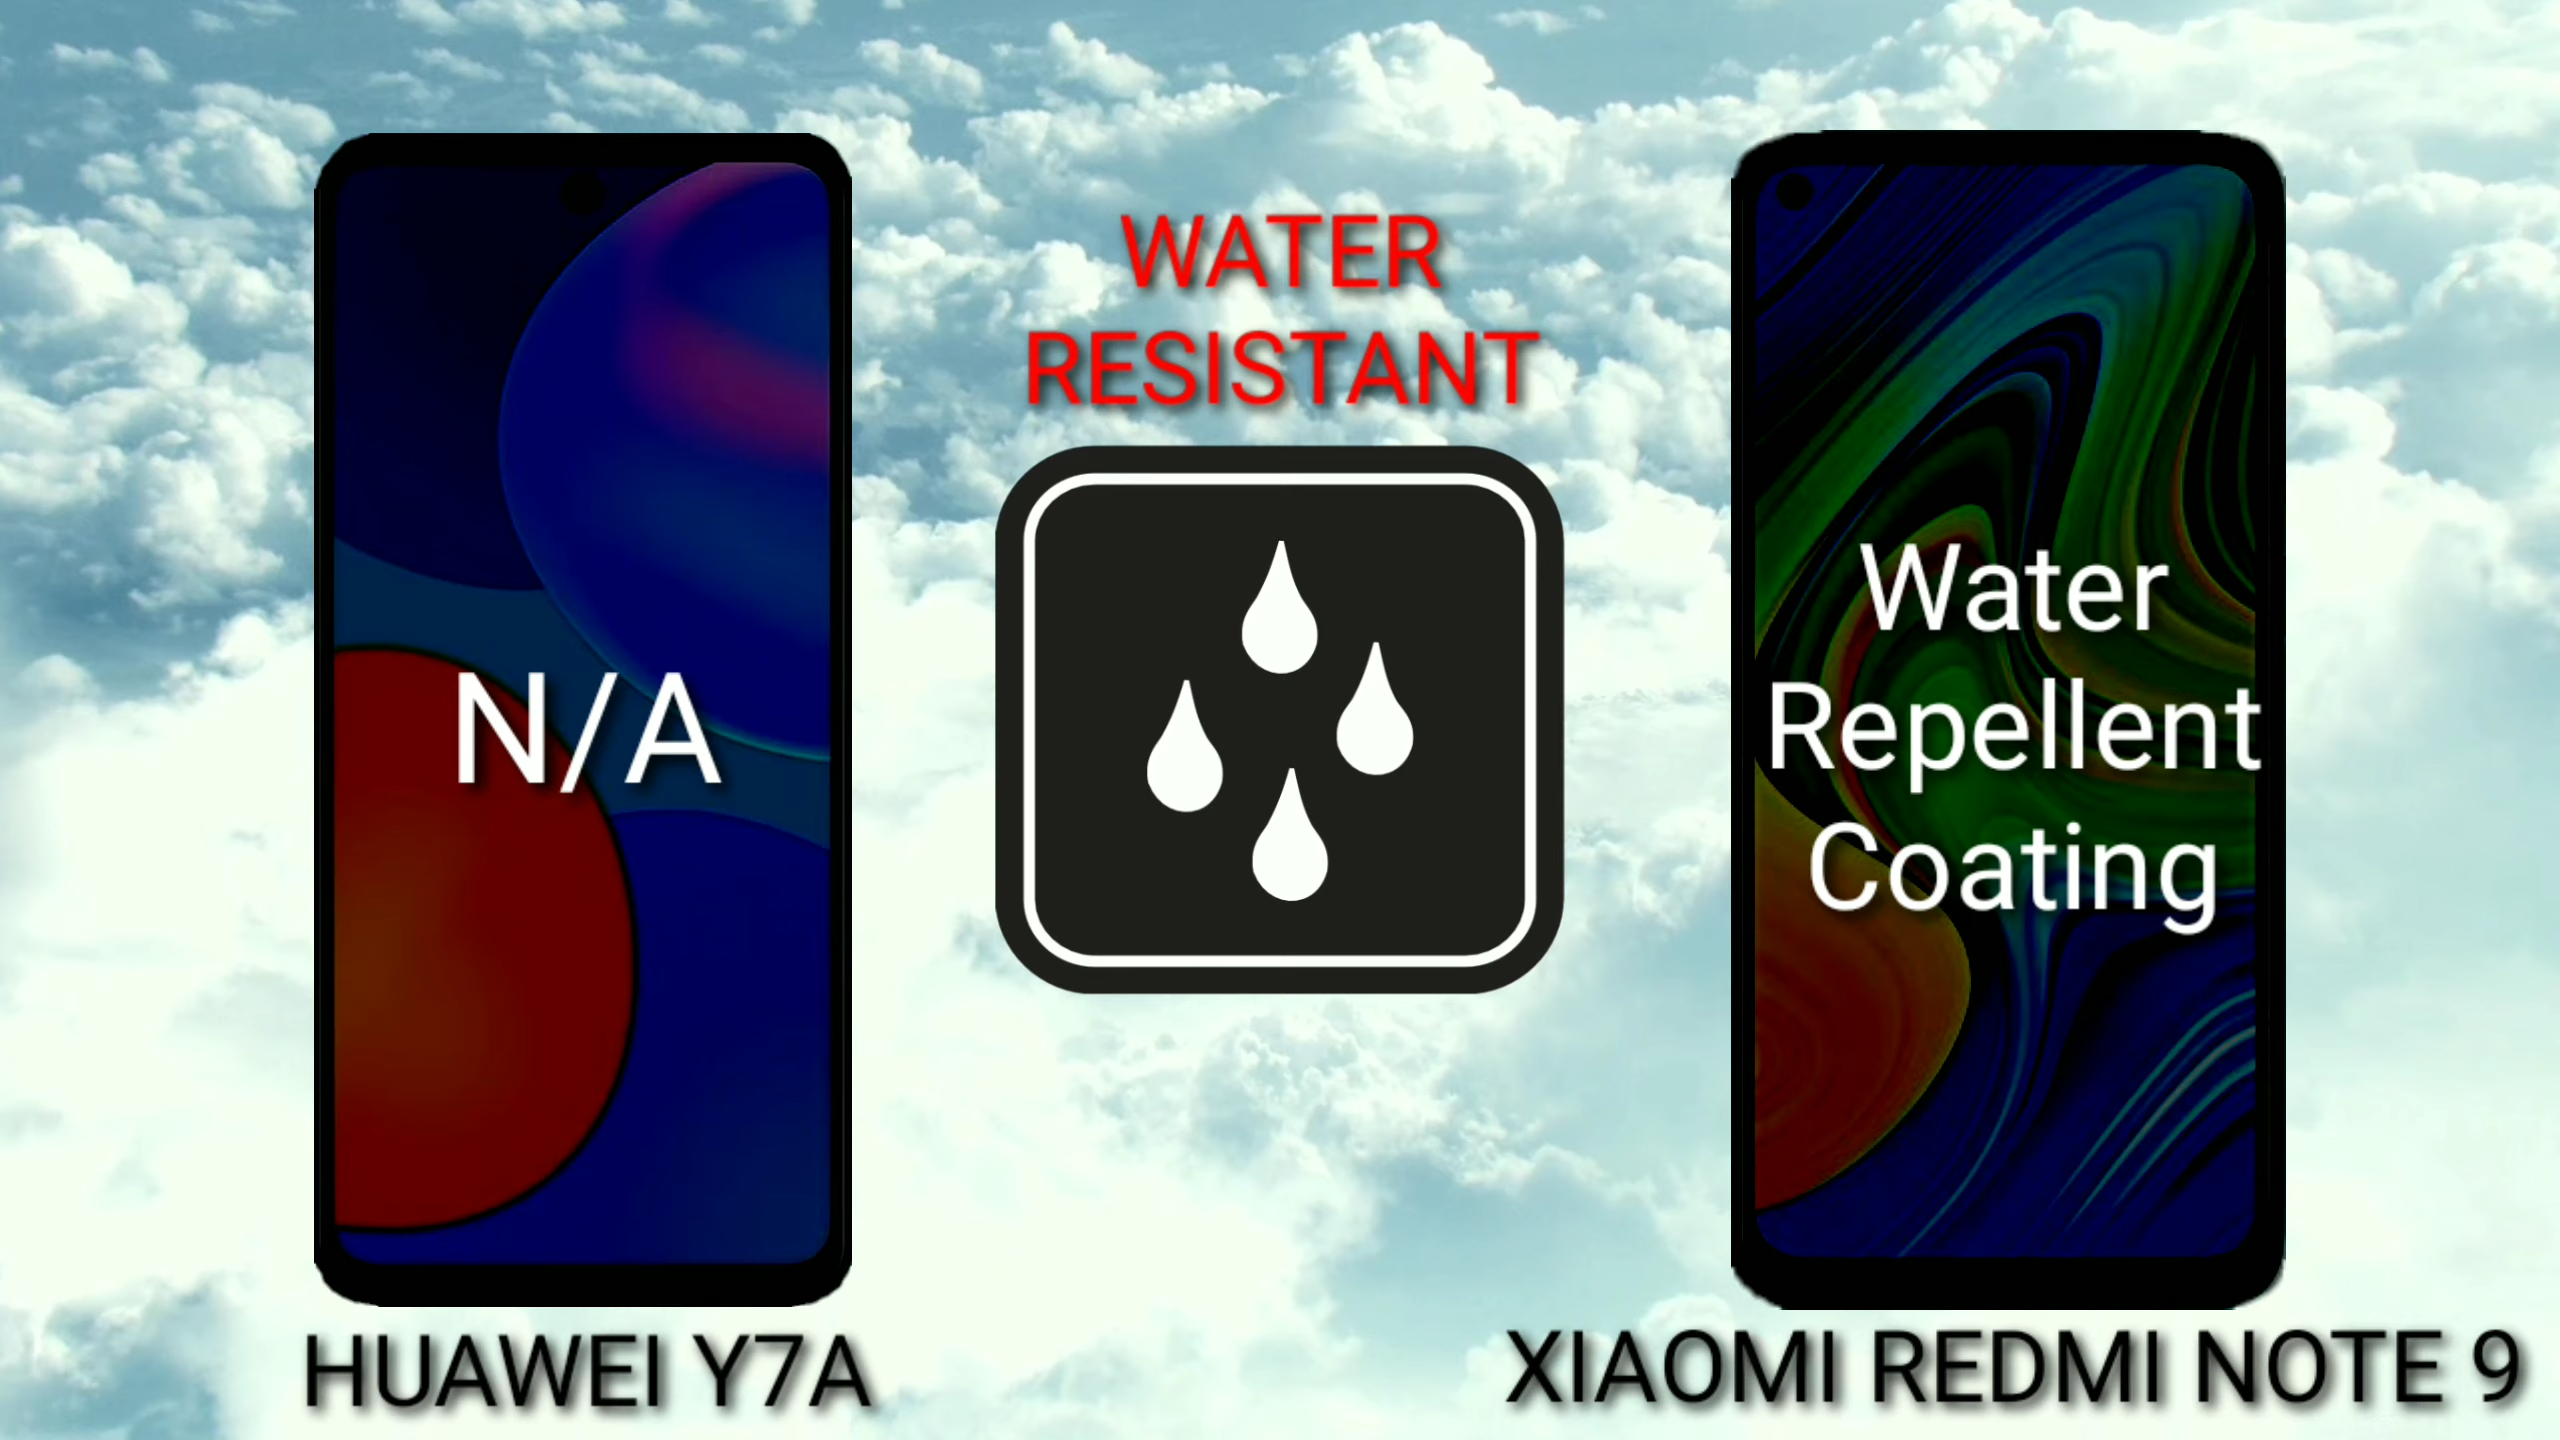 WATER
RESISTANT
N/A
Water
Repellent
Coating
HUAWEI Y7A
XIAOMI REDMI NOTE 9